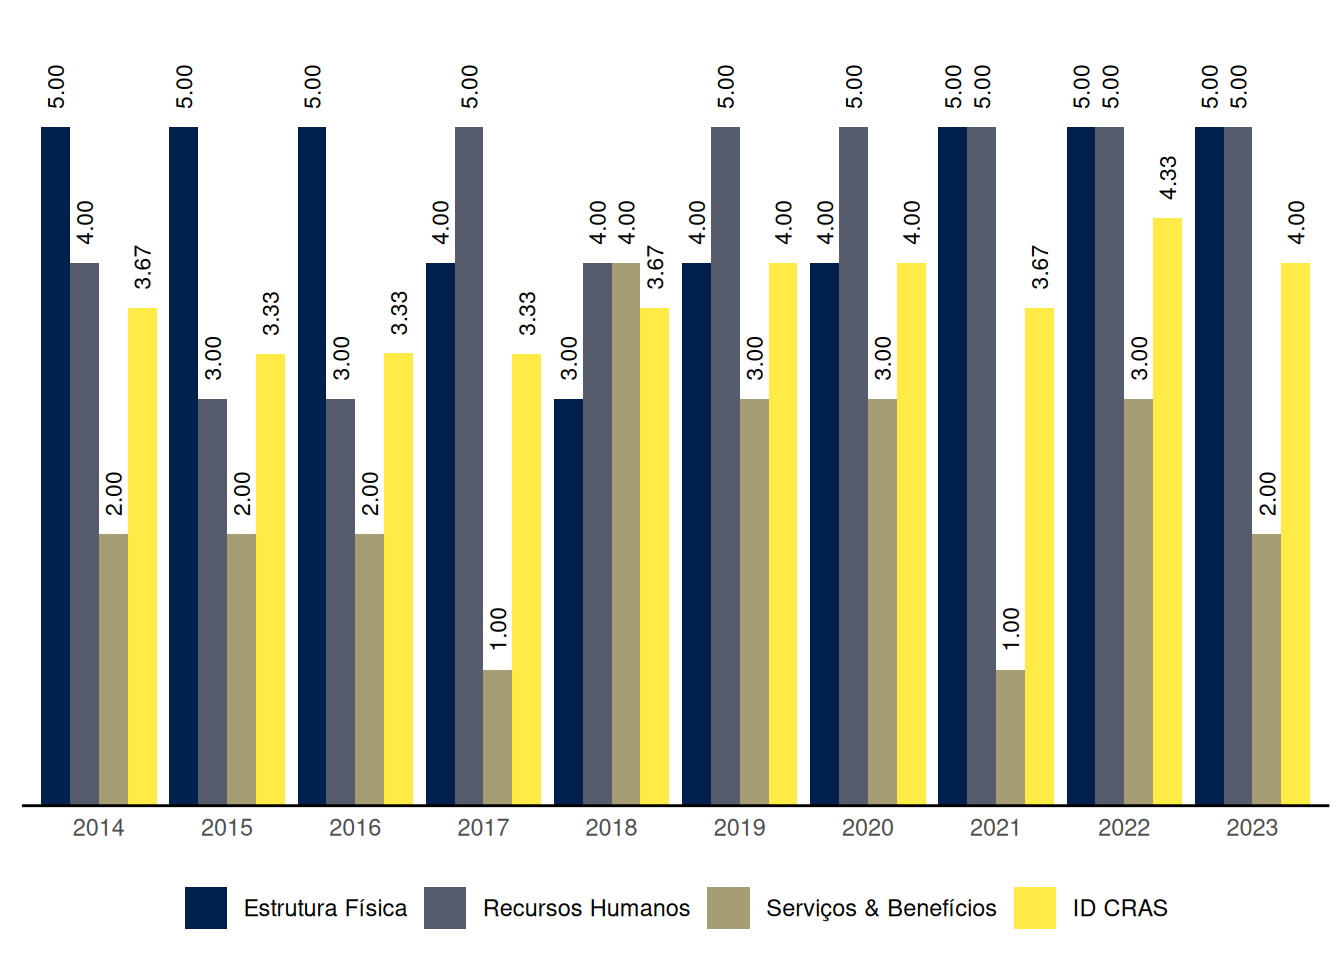 5.00 4.00 2.00 3.67 5.00 3.00 2.00 3.33 5.00 3.00 2.00 3.33 4.00 5.00 1.00 3.33 3.00 4.00 4.00 3.67 4.00 5.00 3.00 4.00 4.00 5.00 3.00 4.00 5.00 5.00 1.00 3.67 5.00 5.00 3.00 4.33 5.00 5.00 2.00 4.00
2014 2015 2016 2017 2018 2019 2020 2021 2022 2023
Estrutura Física Recursos Humanos Serviços & Benefícios ID CRAS